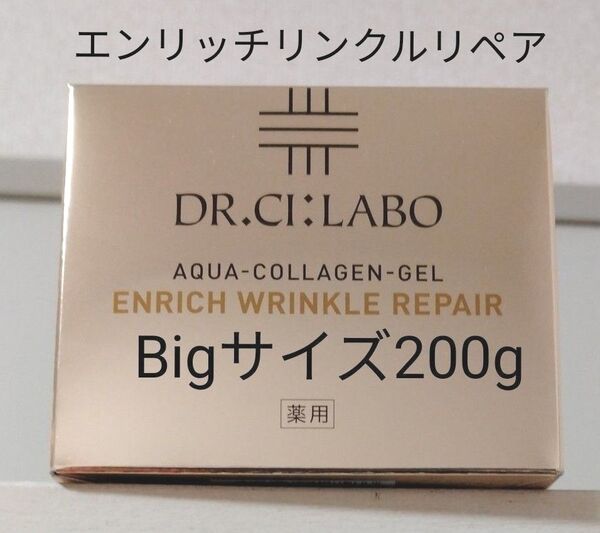 エンリッチリンクルリペア
DR.CI:LABO
AQUA-COLLAGEN-GEL
ENRICH WRINKLE REPAIR
Bigサイズ200g
薬用